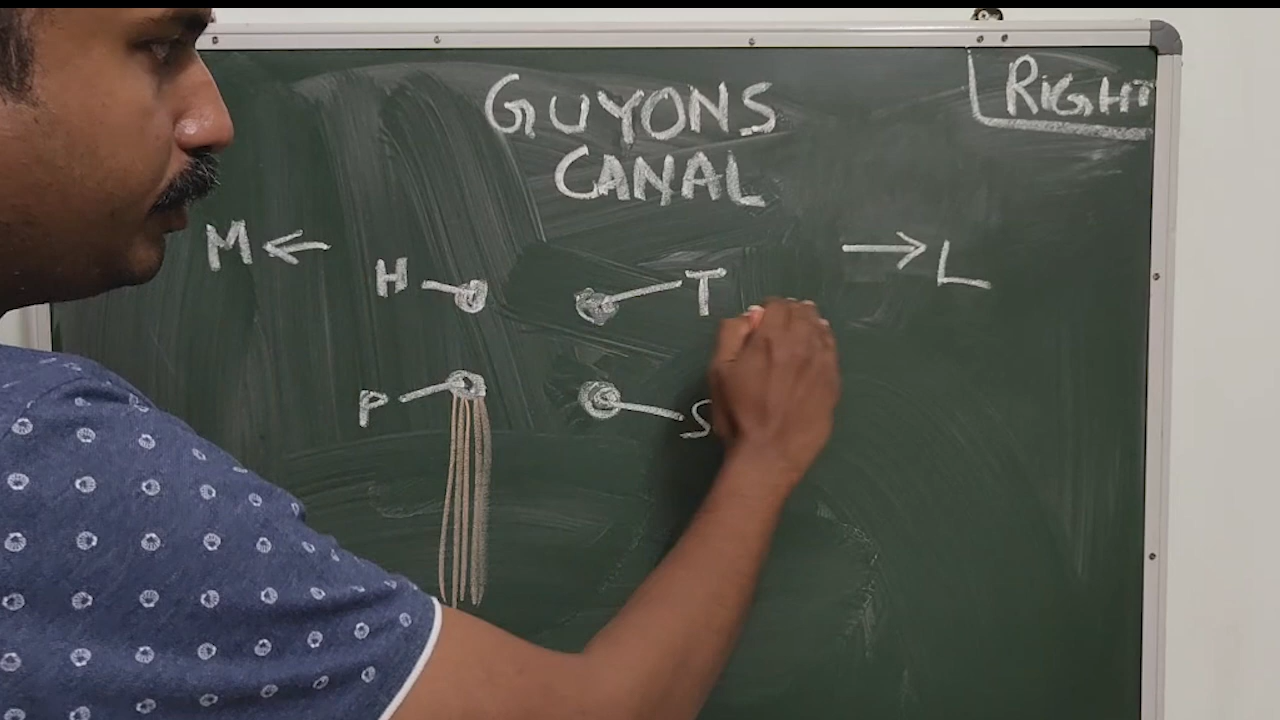 GUYONS
CANAL
RIGHT
M ← → L
H T
P S